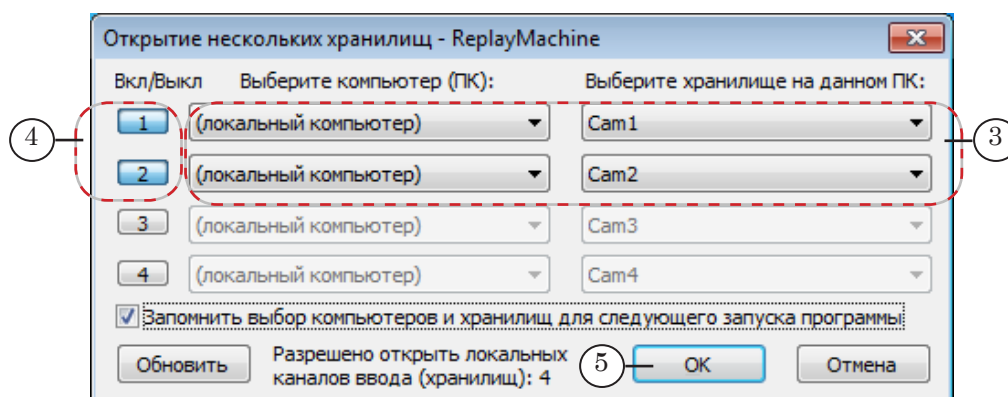 Открытие нескольких хранилищ - ReplayMachine
Вкл/Выкл Выберите компьютер (ПК): Выберите хранилище на данном ПК:
4 1 (локальный компьютер) Cam1 3
2 (локальный компьютер) Cam2
3 (локальный компьютер) Cam3
4 (локальный компьютер) Cam4
Запомнить выбор компьютеров и хранилищ для следующего запуска программы
Обновить Разрешено открыть локальных 5 OK Отмена
каналов ввода (хранилищ): 4